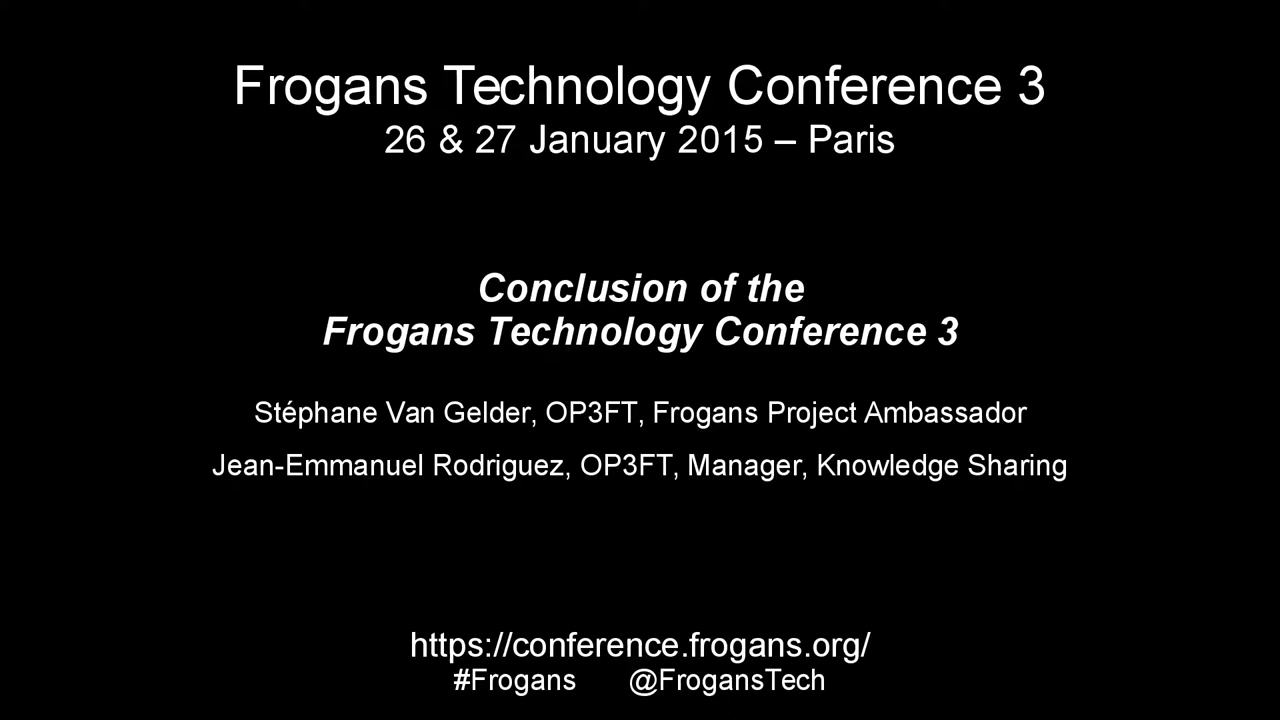 Frogans Technology Conference 3
26 & 27 January 2015 – Paris
Conclusion of the
Frogans Technology Conference 3
Stéphane Van Gelder, OP3FT, Frogans Project Ambassador
Jean-Emmanuel Rodriguez, OP3FT, Manager, Knowledge Sharing
https://conference.frogans.org/
#Frogans @FrogansTech